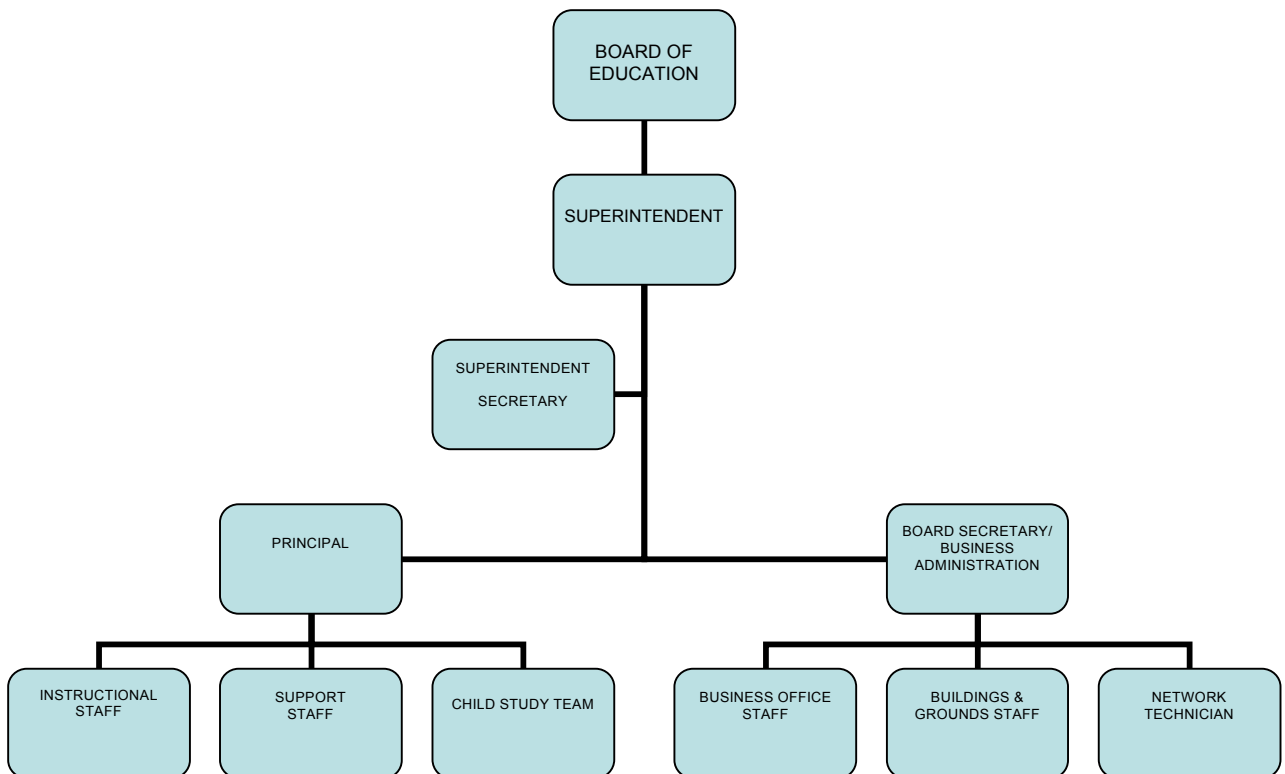 BOARD OF
EDUCATION
SUPERINTENDENT
SUPERINTENDENT
SECRETARY
PRINCIPAL
BOARD SECRETARY/
BUSINESS
ADMINISTRATION
INSTRUCTIONAL
STAFF
SUPPORT
STAFF
CHILD STUDY TEAM
BUSINESS OFFICE
STAFF
BUILDINGS &
GROUNDS STAFF
NETWORK
TECHNICIAN